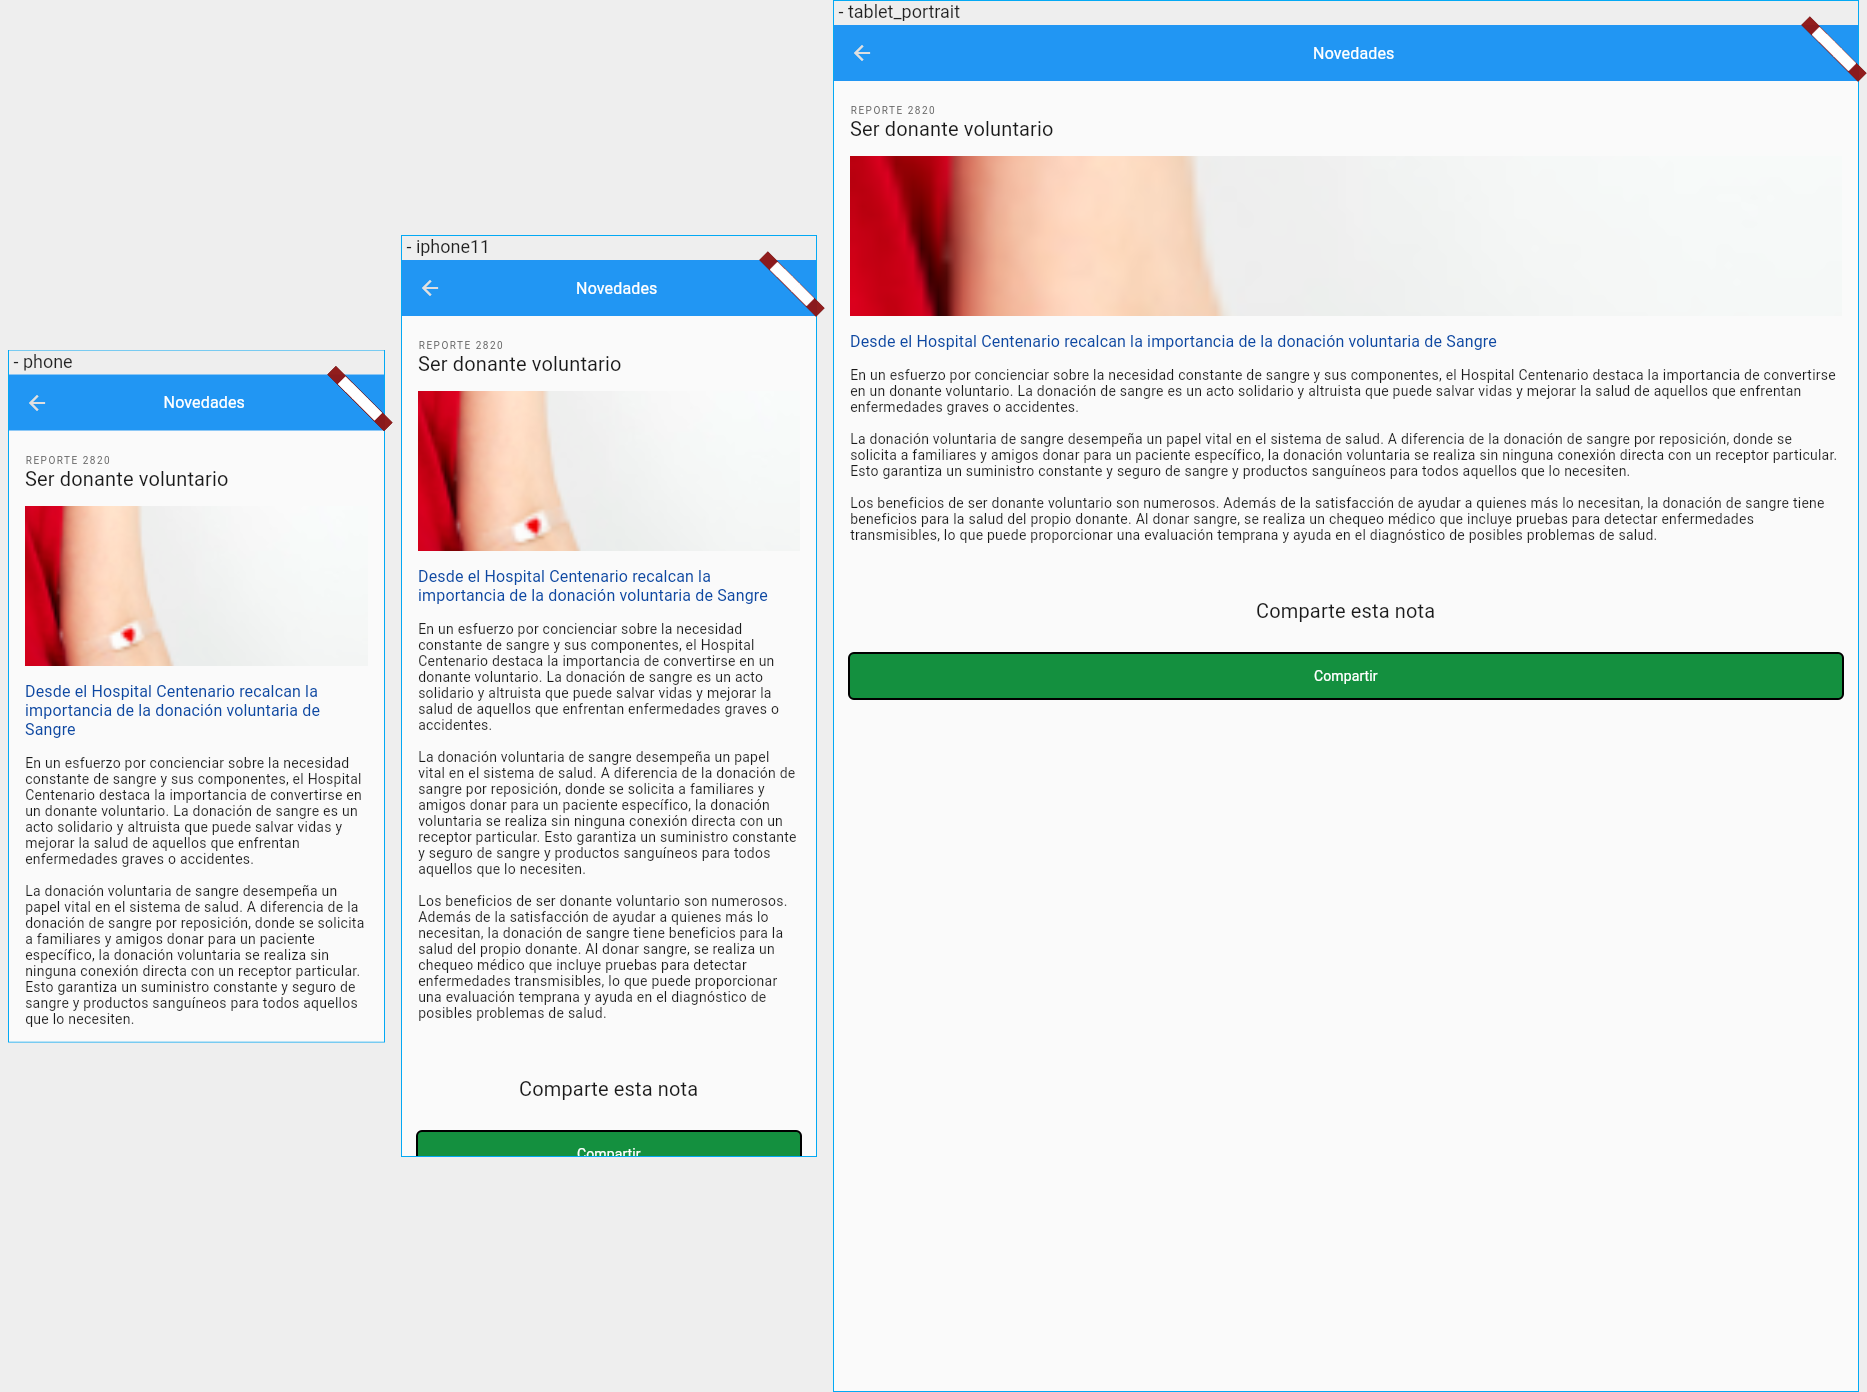 - phone
Novedades
REPORTE 2820
Ser donante voluntario
Desde el Hospital Centenario recalcan la
importancia de la donación voluntaria de
Sangre
En un esfuerzo por concienciar sobre la necesidad
constante de sangre y sus componentes, el Hospital
Centenario destaca la importancia de convertirse en
un donante voluntario. La donación de sangre es un
acto solidario y altruista que puede salvar vidas y
mejorar la salud de aquellos que enfrentan
enfermedades graves o accidentes.
La donación voluntaria de sangre desempeña un
papel vital en el sistema de salud. A diferencia de la
donación de sangre por reposición, donde se solicita
a familiares y amigos donar para un paciente
específico, la donación voluntaria se realiza sin
ninguna conexión directa con un receptor particular.
Esto garantiza un suministro constante y seguro de
sangre y productos sanguíneos para todos aquellos
que lo necesiten.
- iphone11
Novedades
REPORTE 2820
Ser donante voluntario
Desde el Hospital Centenario recalcan la
importancia de la donación voluntaria de Sangre
En un esfuerzo por concienciar sobre la necesidad
constante de sangre y sus componentes, el Hospital
Centenario destaca la importancia de convertirse en un
donante voluntario. La donación de sangre es un acto
solidario y altruista que puede salvar vidas y mejorar la
salud de aquellos que enfrentan enfermedades graves o
accidentes.
La donación voluntaria de sangre desempeña un papel
vital en el sistema de salud. A diferencia de la donación de
sangre por reposición, donde se solicita a familiares y
amigos donar para un paciente específico, la donación
voluntaria se realiza sin ninguna conexión directa con un
receptor particular. Esto garantiza un suministro constante
y seguro de sangre y productos sanguíneos para todos
aquellos que lo necesiten.
Los beneficios de ser donante voluntario son numerosos.
Además de la satisfacción de ayudar a quienes más lo
necesitan, la donación de sangre tiene beneficios para la
salud del propio donante. Al donar sangre, se realiza un
chequeo médico que incluye pruebas para detectar
enfermedades transmisibles, lo que puede proporcionar
una evaluación temprana y ayuda en el diagnóstico de
posibles problemas de salud.
Comparte esta nota
Compartir
- tablet_portrait
Novedades
REPORTE 2820
Ser donante voluntario
Desde el Hospital Centenario recalcan la importancia de la donación voluntaria de Sangre
En un esfuerzo por concienciar sobre la necesidad constante de sangre y sus componentes, el Hospital Centenario destaca la importancia de convertirse
en un donante voluntario. La donación de sangre es un acto solidario y altruista que puede salvar vidas y mejorar la salud de aquellos que enfrentan
enfermedades graves o accidentes.
La donación voluntaria de sangre desempeña un papel vital en el sistema de salud. A diferencia de la donación de sangre por reposición, donde se
solicita a familiares y amigos donar para un paciente específico, la donación voluntaria se realiza sin ninguna conexión directa con un receptor particular.
Esto garantiza un suministro constante y seguro de sangre y productos sanguíneos para todos aquellos que lo necesiten.
Los beneficios de ser donante voluntario son numerosos. Además de la satisfacción de ayudar a quienes más lo necesitan, la donación de sangre tiene
beneficios para la salud del propio donante. Al donar sangre, se realiza un chequeo médico que incluye pruebas para detectar enfermedades
transmisibles, lo que puede proporcionar una evaluación temprana y ayuda en el diagnóstico de posibles problemas de salud.
Comparte esta nota
Compartir